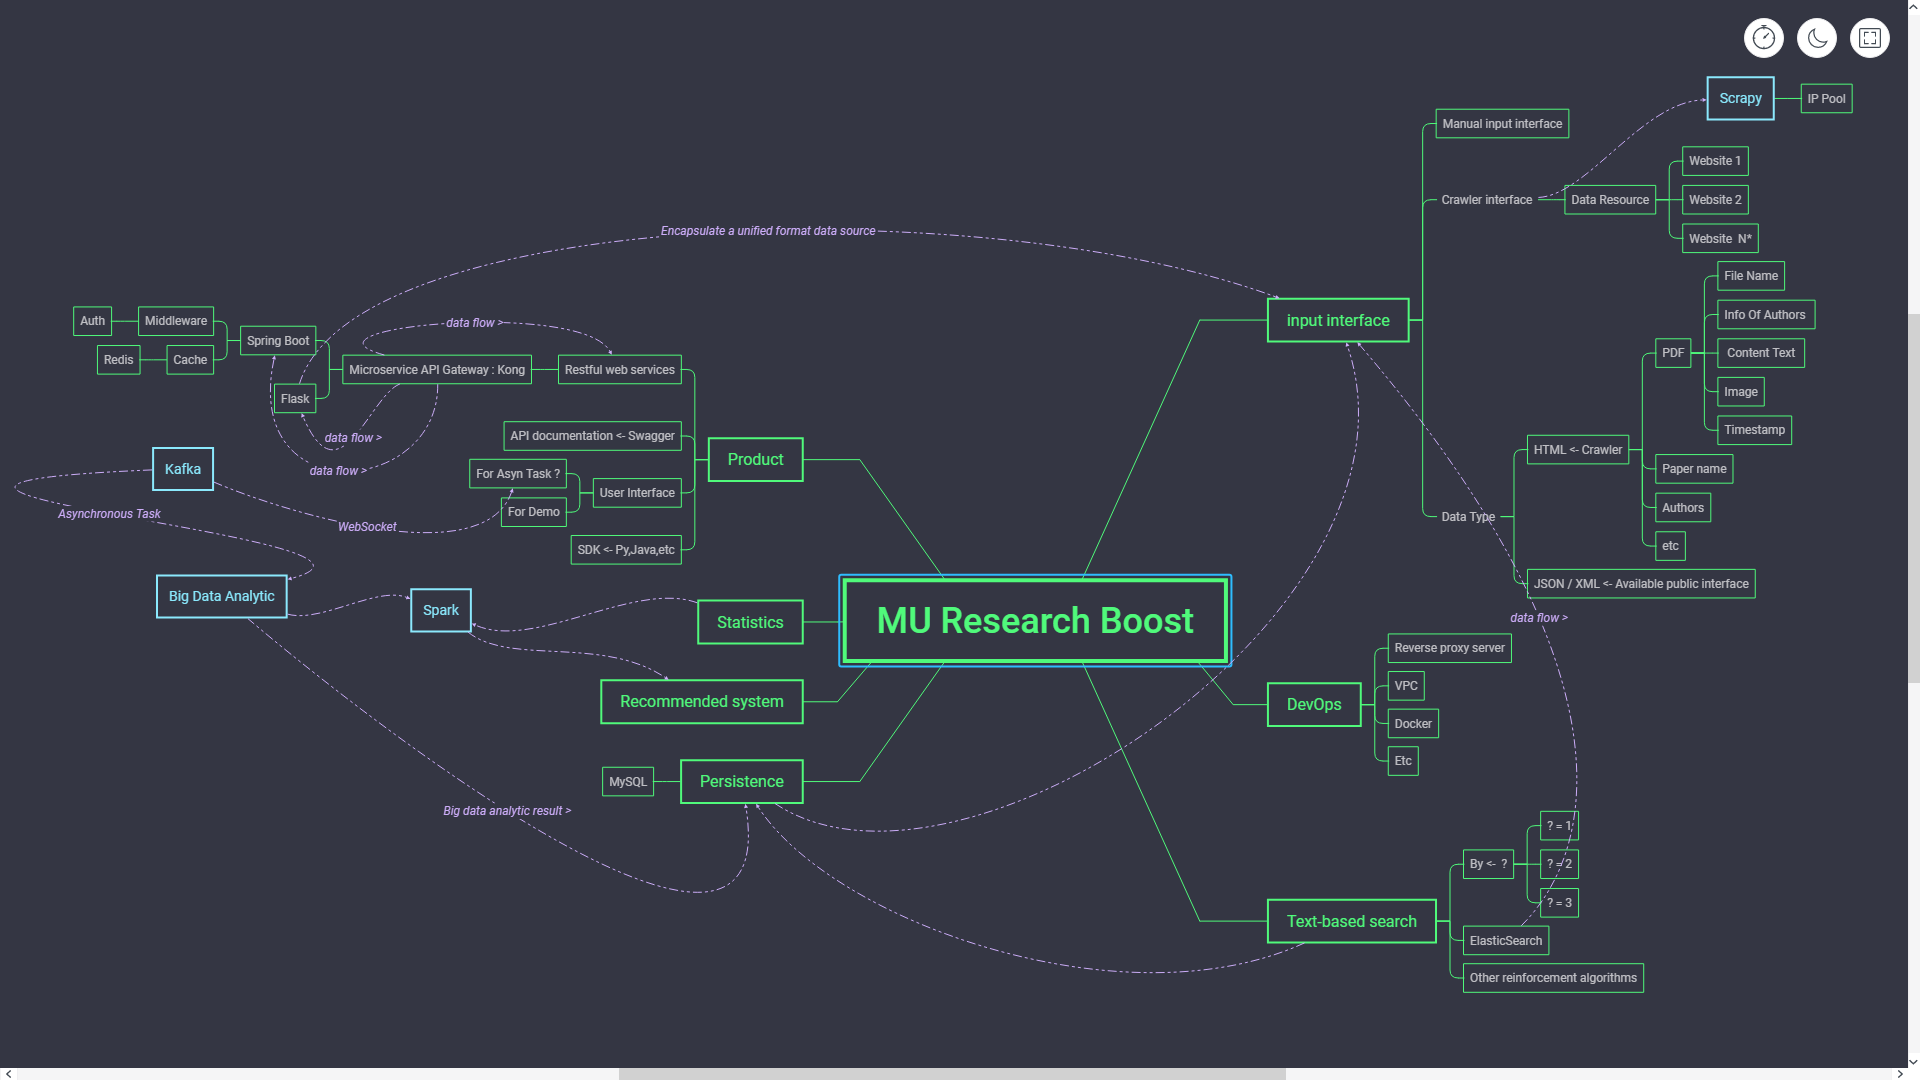 Scrapy
IP Pool
Manual input interface
Website 1
Crawler interface
Data Resource
Website 2
Website N*
Encapsulate a unified format data source
File Name
Info Of Authors
input interface
PDF
Content Text
Image
Timestamp
HTML <- Crawler
Paper name
Authors
etc
Data Type
JSON / XML <- Available public interface
data flow >
Auth
Middleware
Redis
Cache
Spring Boot
Flask
data flow >
Microservice API Gateway : Kong
Restful web services
data flow >
data flow >
API documentation <- Swagger
Product
For Asyn Task ?
User Interface
For Demo
SDK <- Py,Java,etc
Kafka
Asynchronous Task
WebSocket
Big Data Analytic
Spark
Statistics
MU Research Boost
Recommended system
MySQL
Persistence
Big data analytic result >
DevOps
Reverse proxy server
VPC
Docker
Etc
Text-based search
By <- ?
? = 1
? = 2
? = 3
ElasticSearch
Other reinforcement algorithms